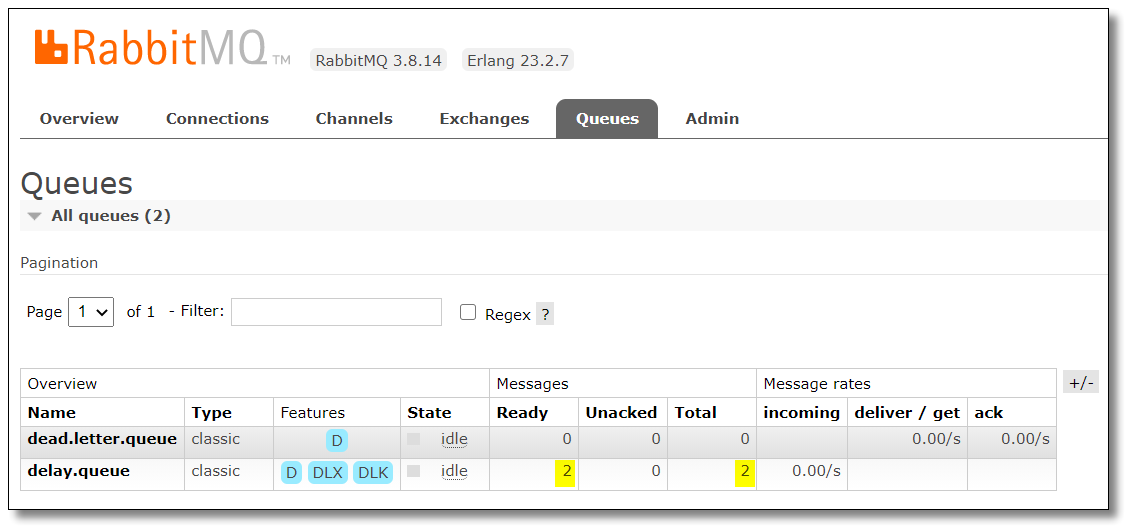 RabbitMQ TM RabbitMQ 3.8.14 Erlang 23.2.7
Overview Connections Channels Exchanges Queues Admin
Queues
All queues (2)
Pagination
Page 1 of 1 - Filter: Regex ?
Overview Messages Message rates +/-
Name Type Features State Ready Unacked Total incoming deliver / get ack
dead.letter.queue classic D idle 0 0 0 0.00/s 0.00/s
delay.queue classic D DLX DLK idle 2 0 2 0.00/s